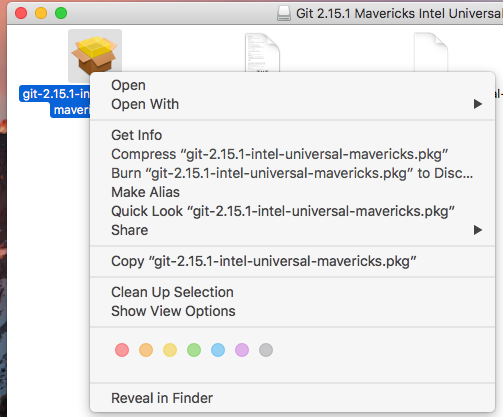 Git 2.15.1 Mavericks Intel Universal
git-2.15.1-in
maveri
Open
Open With
Get Info
Compress “git-2.15.1-intel-universal-mavericks.pkg”
Burn “git-2.15.1-intel-universal-mavericks.pkg” to Disc...
Make Alias
Quick Look “git-2.15.1-intel-universal-mavericks.pkg”
Share
Copy “git-2.15.1-intel-universal-mavericks.pkg”
Clean Up Selection
Show View Options
Reveal in Finder